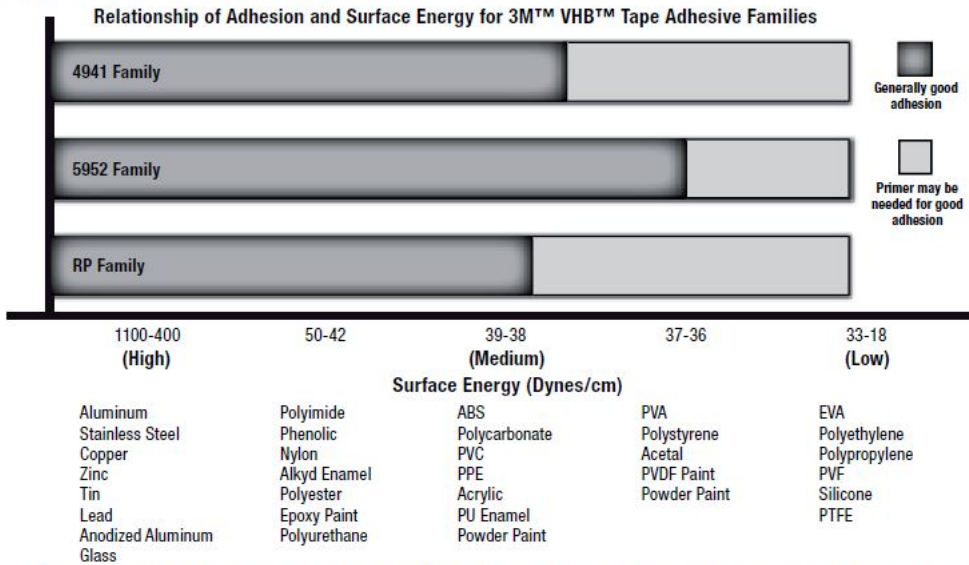 Relationship of Adhesion and Surface Energy for 3M™ VHB™ Tape Adhesive Families
4941 Family
Generally good
adhesion
5952 Family
Primer may be
needed for good
adhesion
RP Family
1100-400 50-42 39-38 37-36 33-18
(High) (Medium) (Low)
Surface Energy (Dynes/cm)
Aluminum Polyimide ABS PVA EVA
Stainless Steel Phenolic Polycarbonate Polystyrene Polyethylene
Copper Nylon PVC Acetal Polypropylene
Zinc Alkyd Enamel PPE PVDF Paint PVF
Tin Polyester Acrylic Powder Paint Silicone
Lead Epoxy Paint PU Enamel PTFE
Anodized Aluminum Polyurethane Powder Paint
Glass